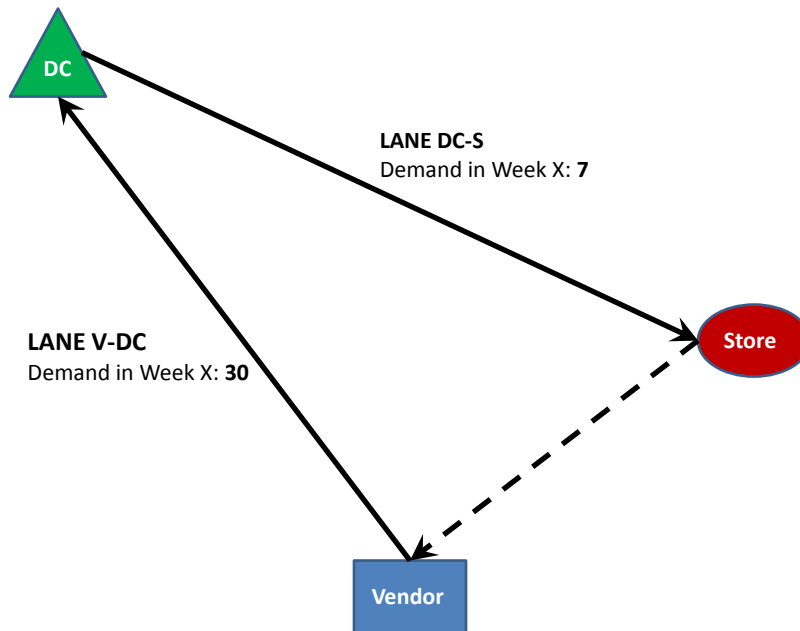 DC
LANE DC-S
Demand in Week X: 7
LANE V-DC
Demand in Week X: 30
Store
Vendor